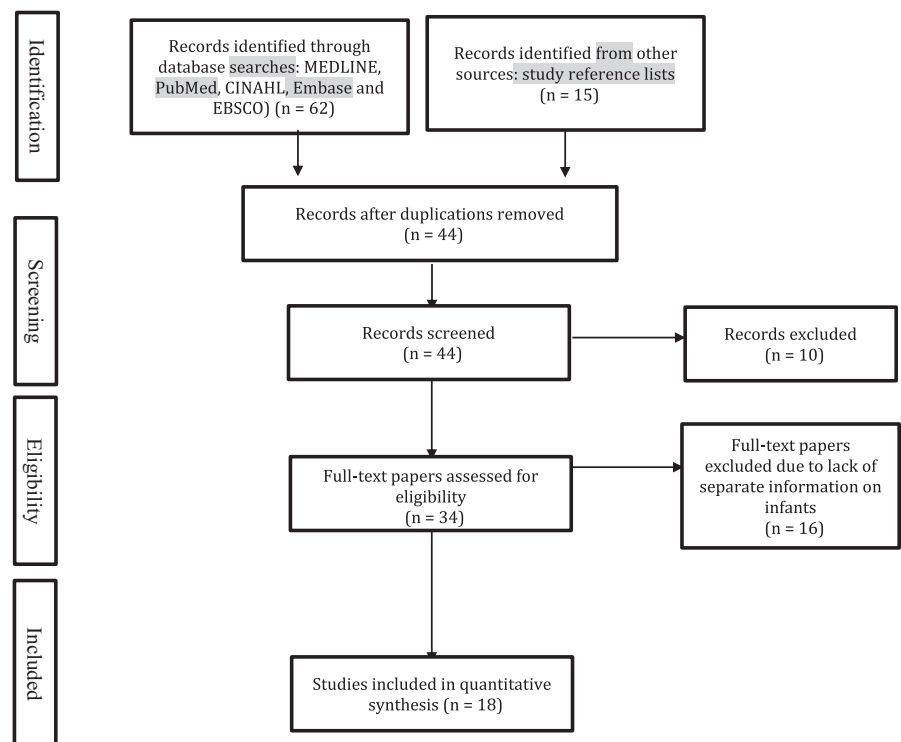 Identification
Records identified through
database searches: MEDLINE,
PubMed, CINAHL, Embase and
EBSCO) (n = 62)
Records identified from other
sources: study reference lists
(n = 15)
Records after duplications removed
(n = 44)
Screening
Records screened
(n = 44)
Records excluded
(n = 10)
Eligibility
Full-text papers assessed for
eligibility
(n = 34)
Full-text papers
excluded due to lack of
separate information on
infants
(n = 16)
Included
Studies included in quantitative
synthesis (n = 18)